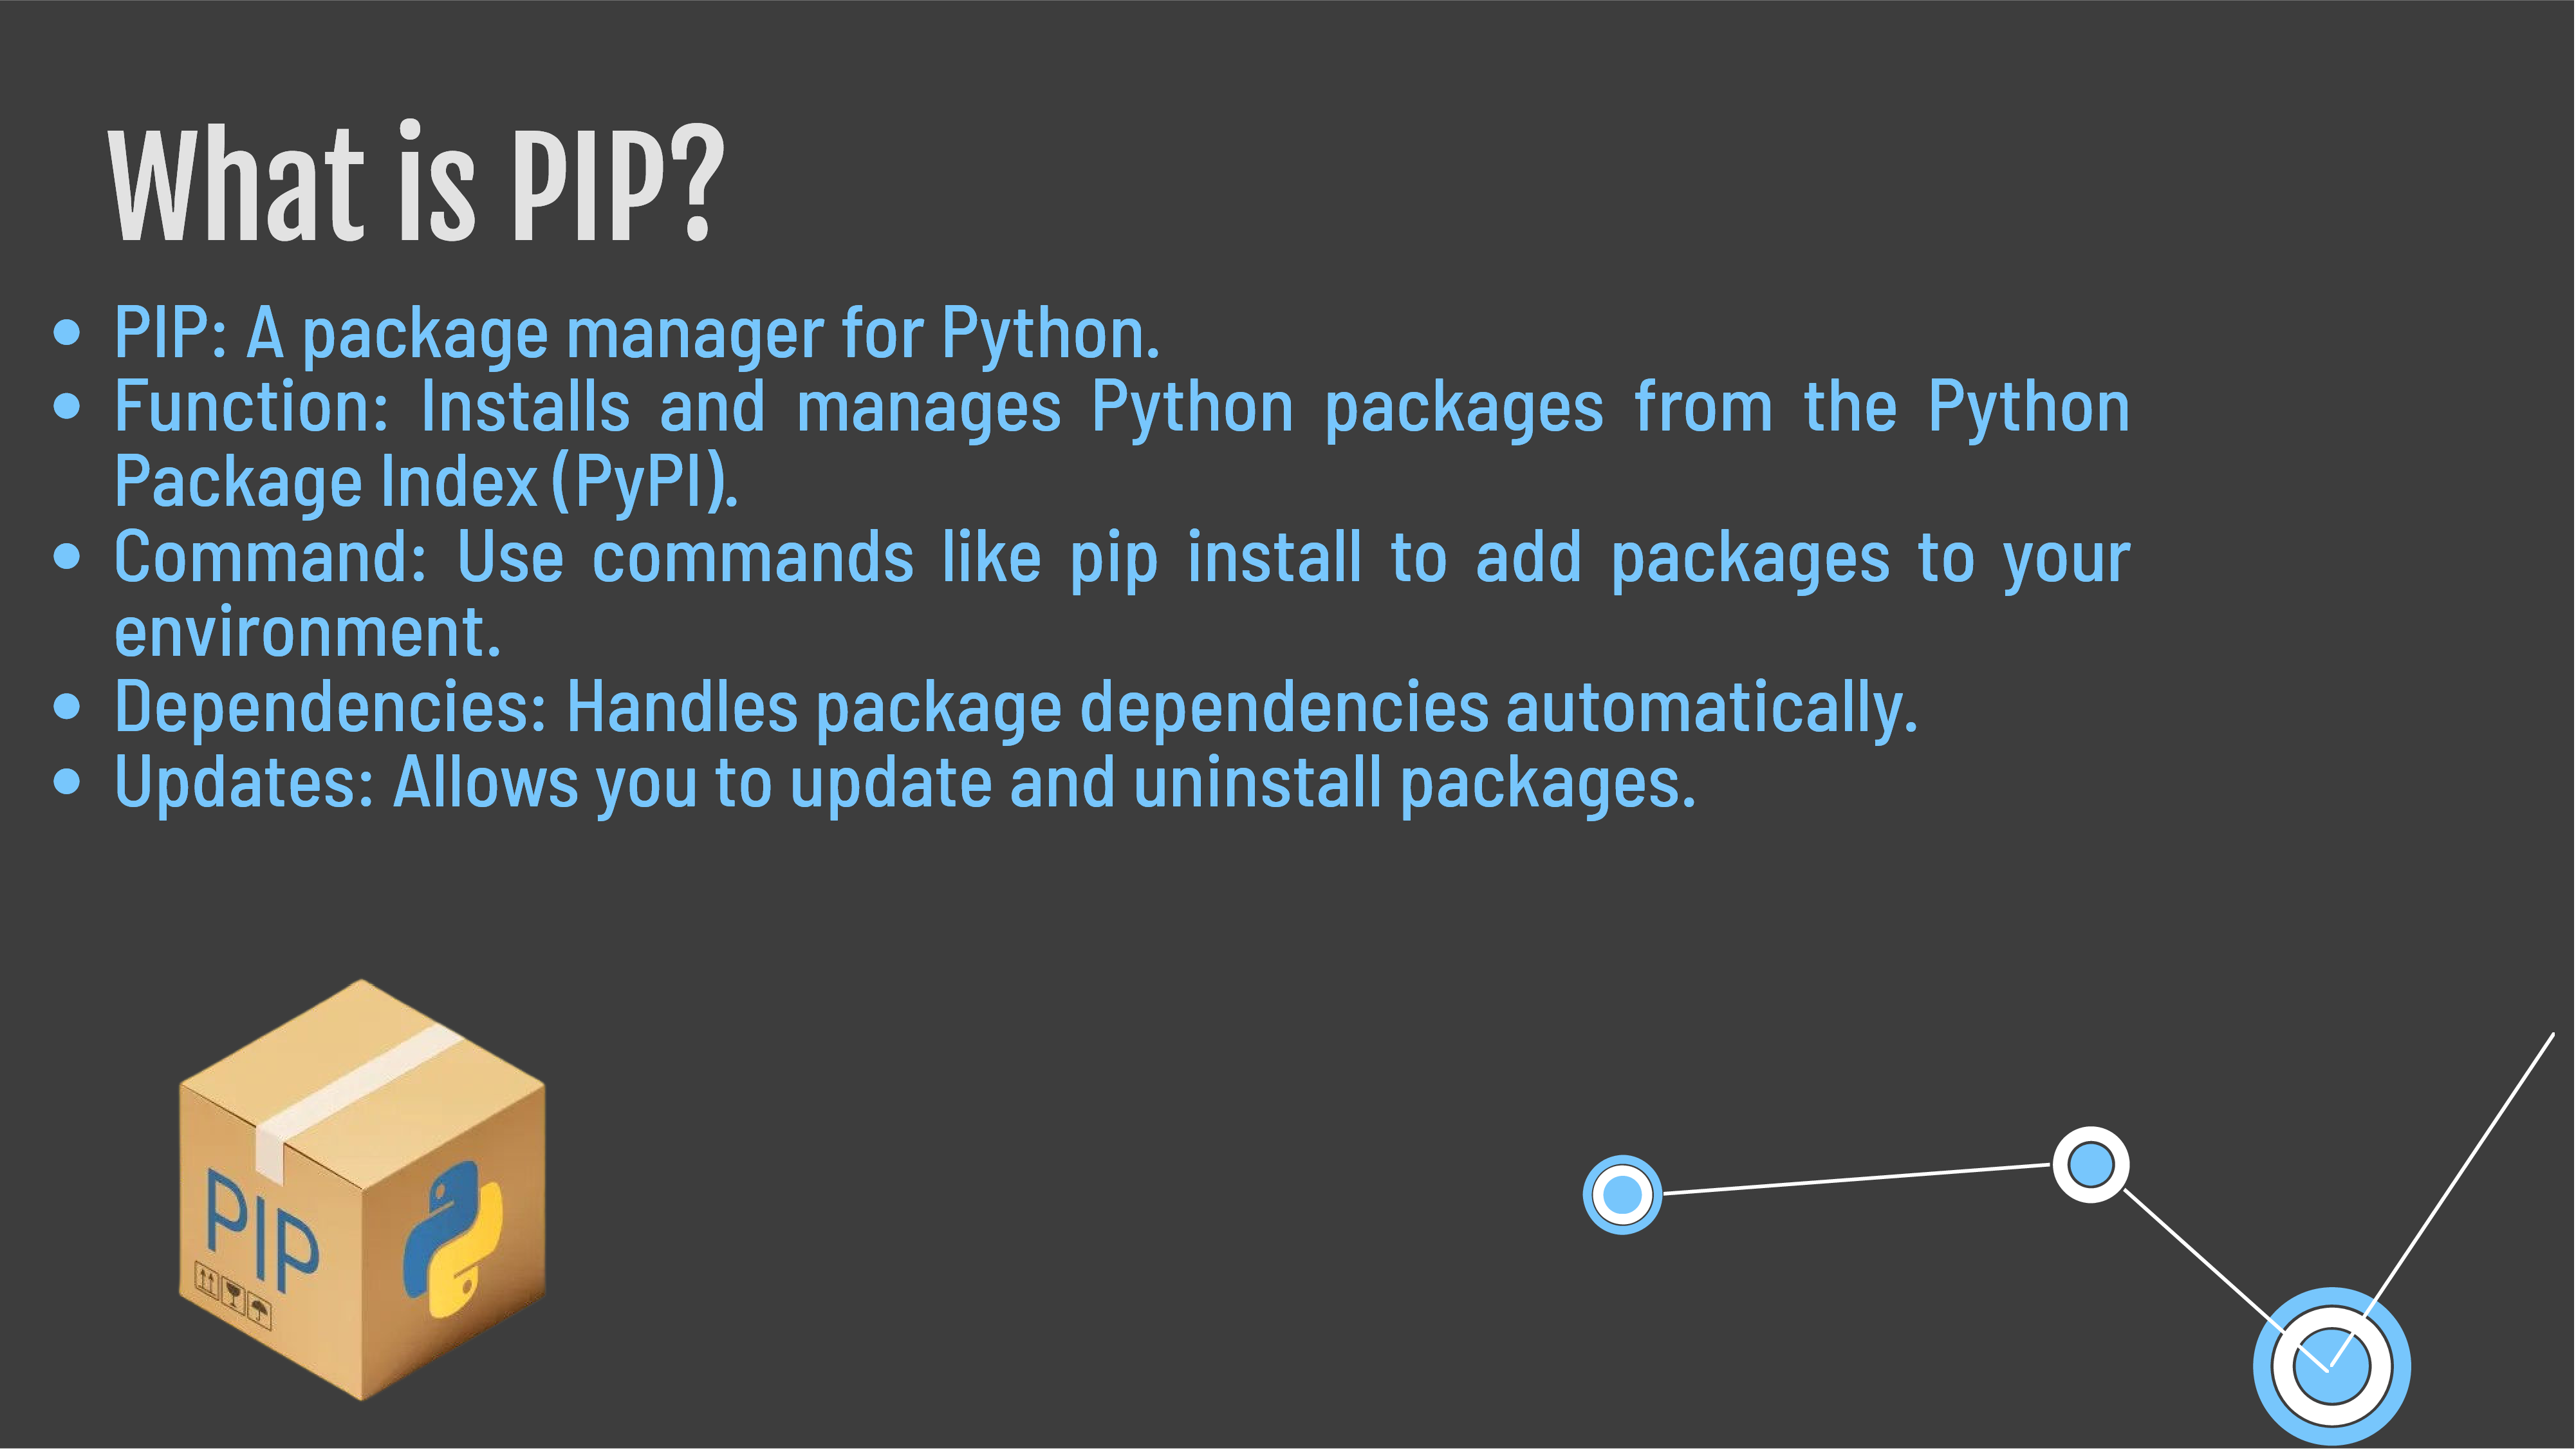 What is PIP?
• PIP: A package manager for Python.
• Function: Installs and manages Python packages from the Python
Package Index (PyPI).
• Command: Use commands like pip install to add packages to your
environment.
• Dependencies: Handles package dependencies automatically.
• Updates: Allows you to update and uninstall packages.
PIP